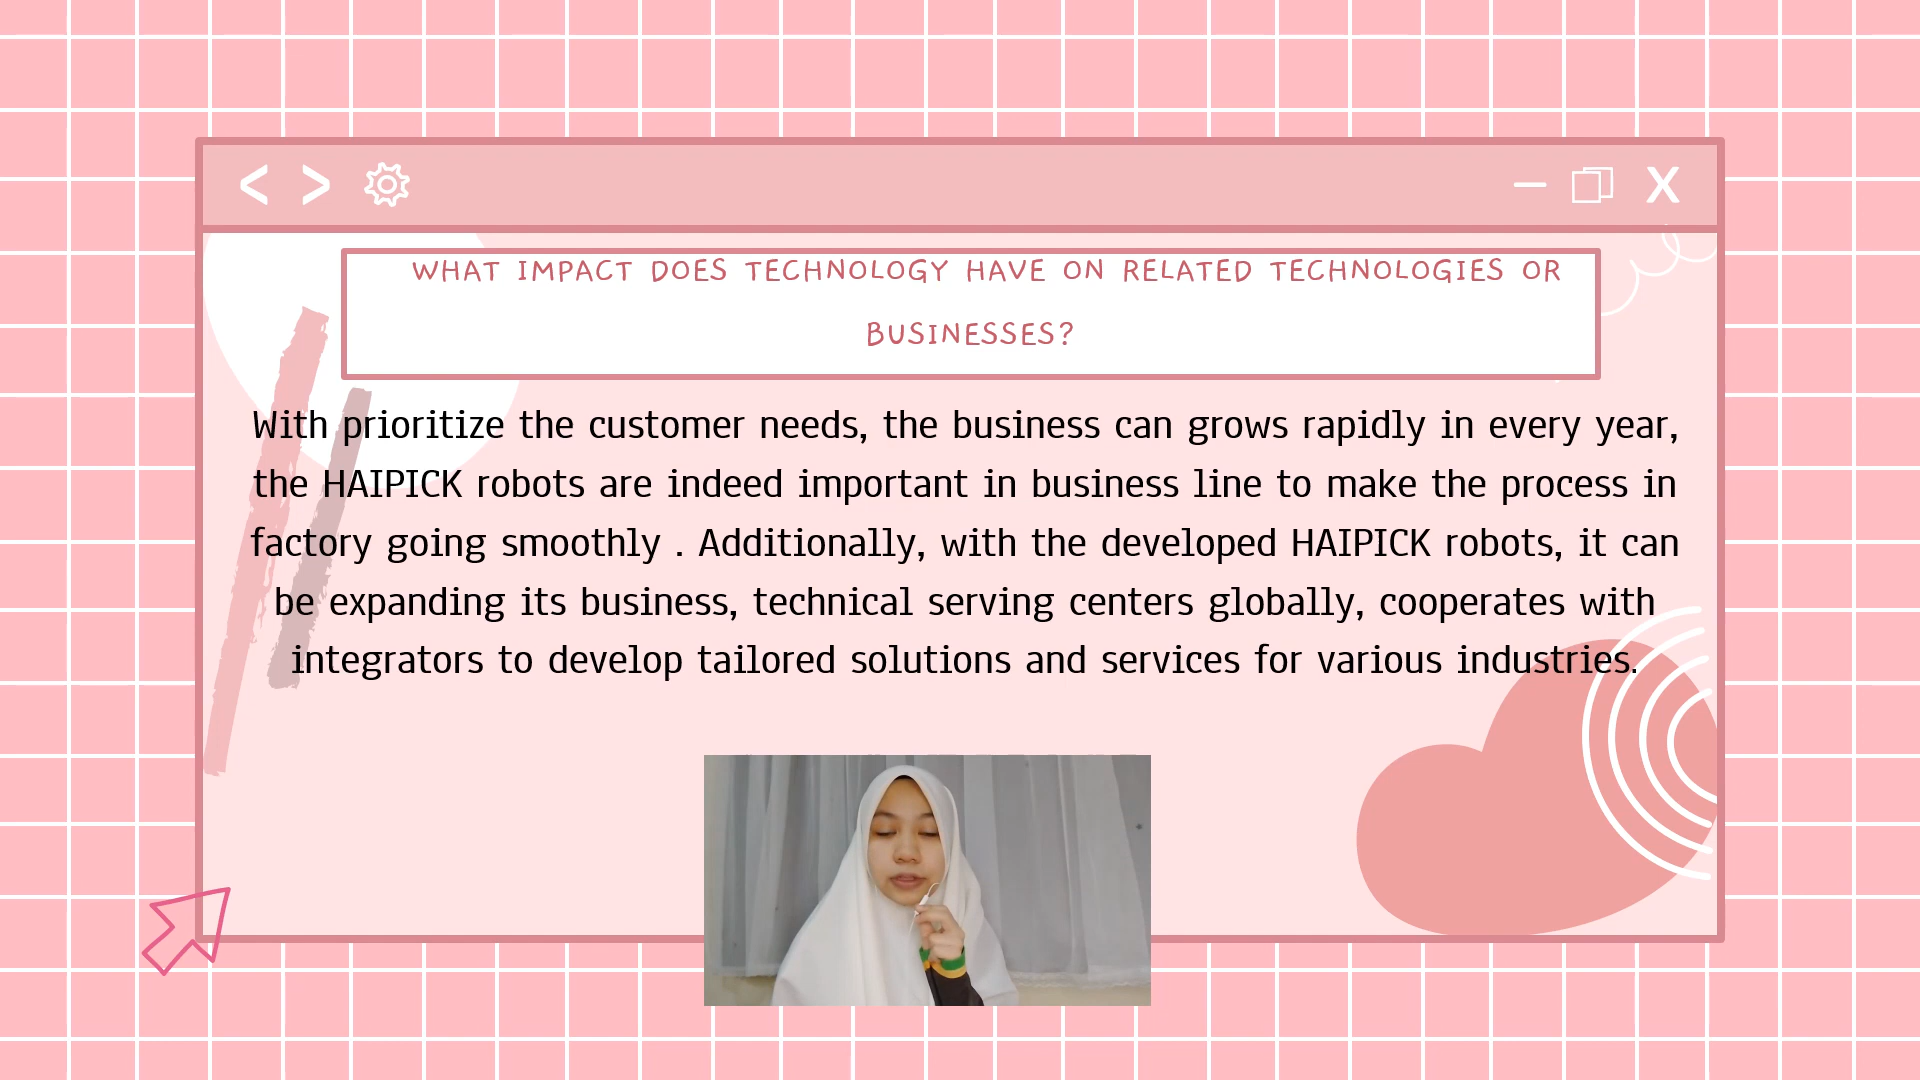 WHAT IMPACT DOES TECHNOLOGY HAVE ON RELATED TECHNOLOGIES OR
BUSINESSES?
With prioritize the customer needs, the business can grows rapidly in every year,
the HAIPICK robots are indeed important in business line to make the process in
factory going smoothly . Additionally, with the developed HAIPICK robots, it can
be expanding its business, technical serving centers globally, cooperates with
integrators to develop tailored solutions and services for various industries.